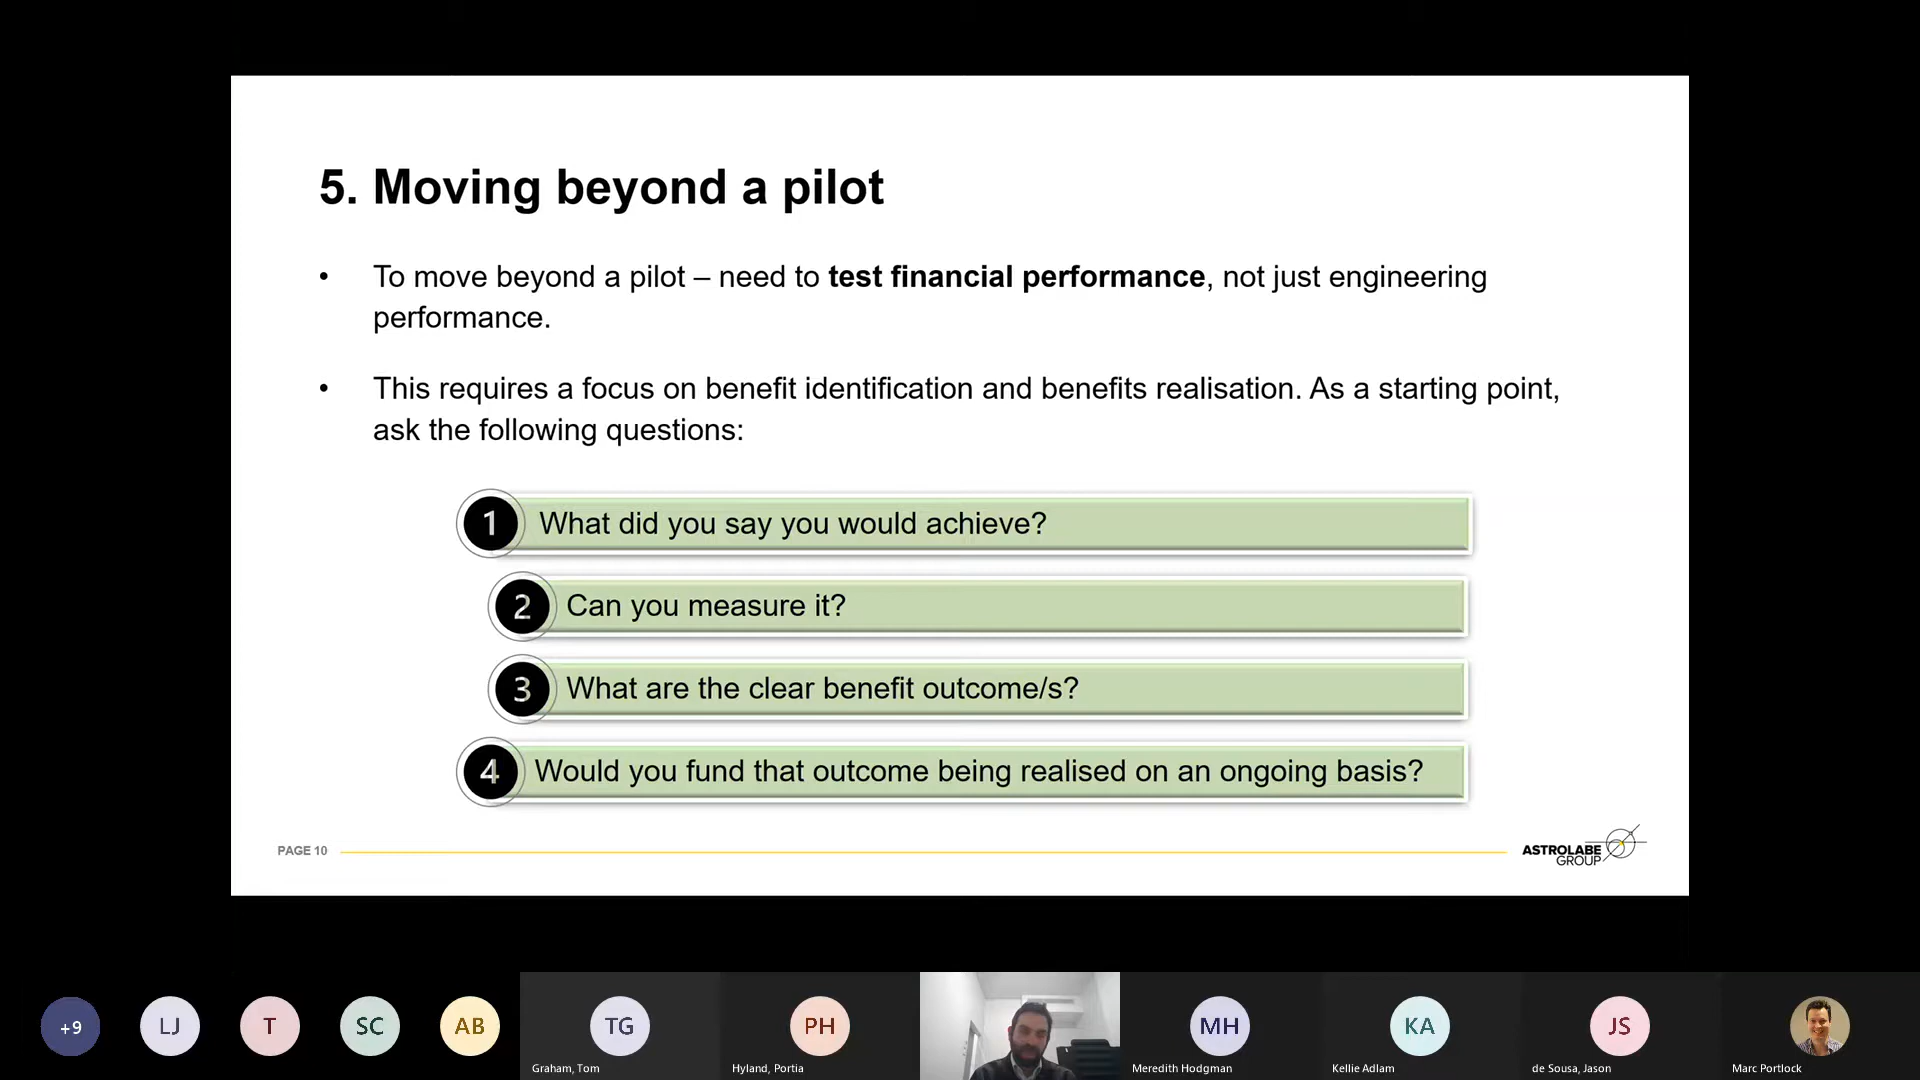 5. Moving beyond a pilot
• To move beyond a pilot – need to test financial performance, not just engineering
performance.
• This requires a focus on benefit identification and benefits realisation. As a starting point,
ask the following questions:
1 What did you say you would achieve?
2 Can you measure it?
3 What are the clear benefit outcome/s?
4 Would you fund that outcome being realised on an ongoing basis?
PAGE 10
ASTROLABE
GROUP
+9
LJ
T
SC
AB
TG
Graham, Tom
PH
Hyland, Portia
MH
Meredith Hodgman
KA
Kellie Adlam
JS
de Sousa, Jason
Marc Portlock